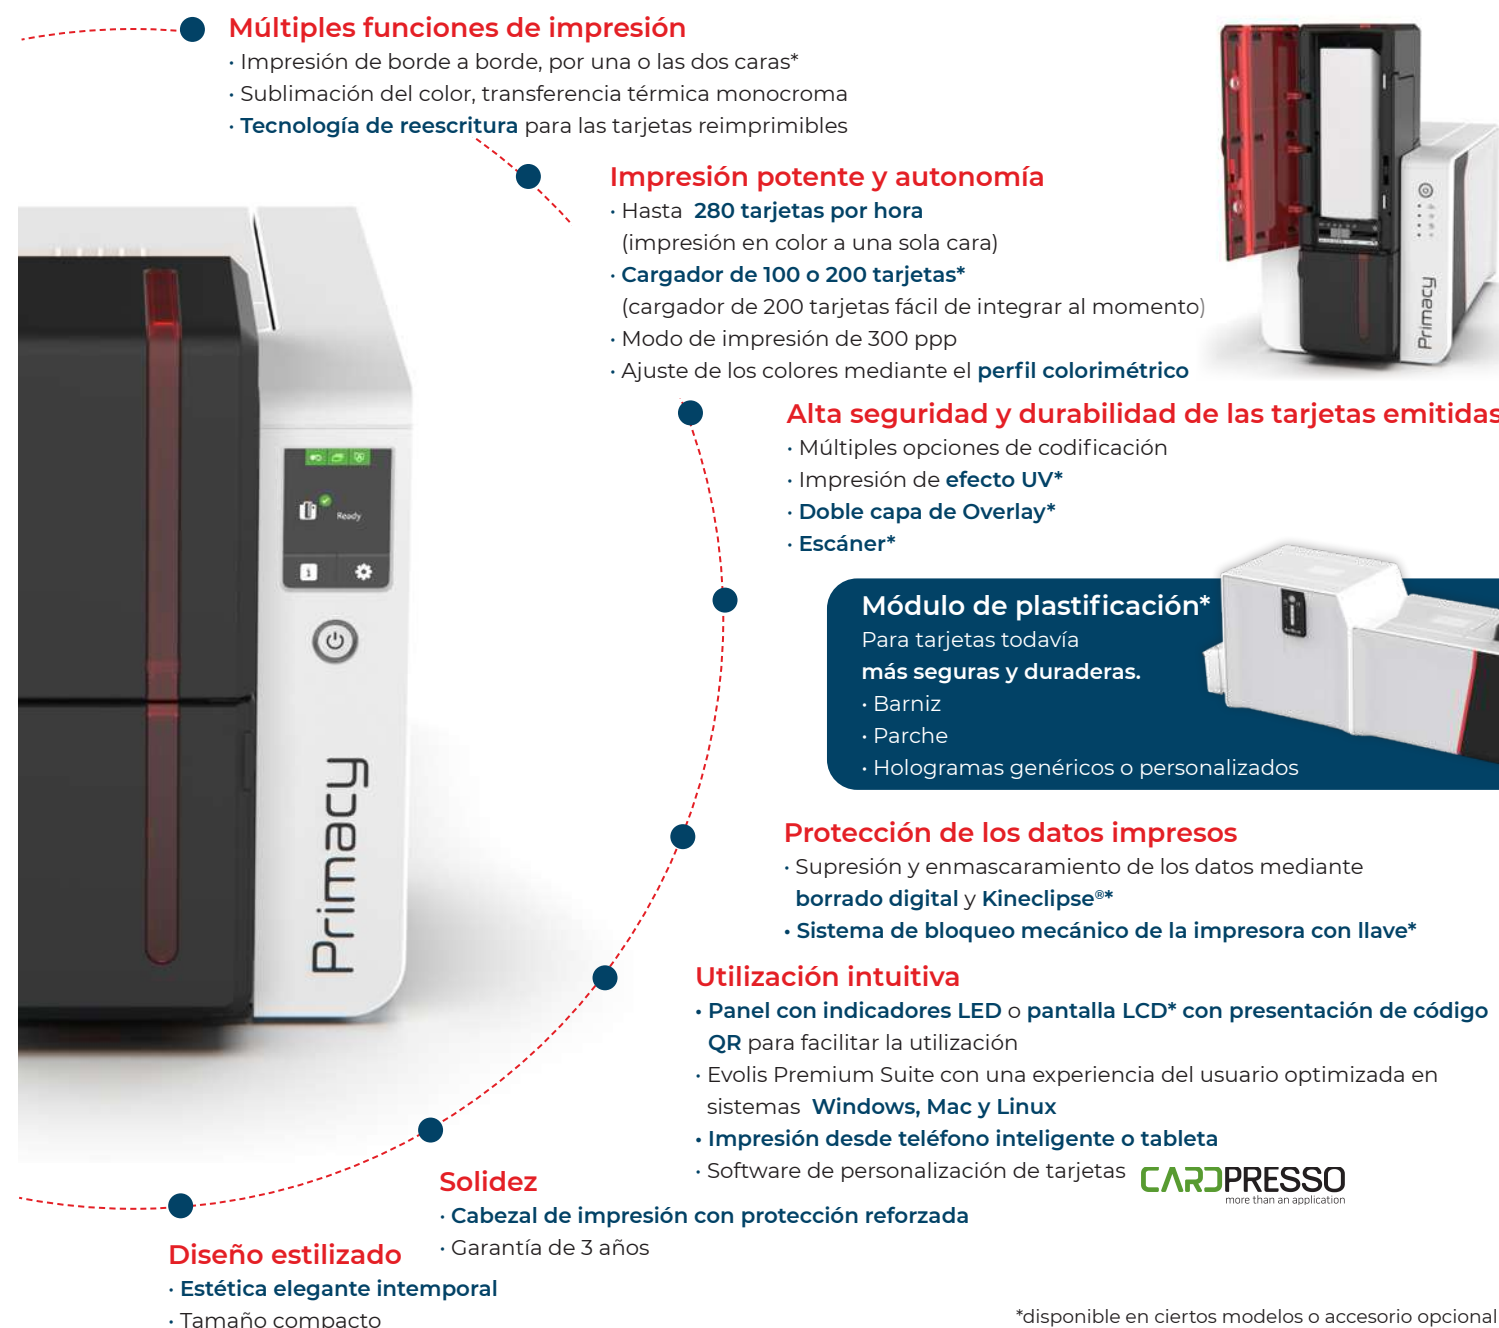 Múltiples funciones de impresión
· Impresión de borde a borde, por una o las dos caras*
· Sublimación del color, transferencia térmica monocroma
· Tecnología de reescritura para las tarjetas reimprimibles
Impresión potente y autonomía
· Hasta 280 tarjetas por hora
(impresión en color a una sola cara)
· Cargador de 100 o 200 tarjetas*
(cargador de 200 tarjetas fácil de integrar al momento)
· Modo de impresión de 300 ppp
· Ajuste de los colores mediante el perfil colorimétrico
Primacy
Alta seguridad y durabilidad de las tarjetas emitidas
· Múltiples opciones de codificación
· Impresión de efecto UV*
· Doble capa de Overlay*
· Escáner*
Ready
Primacy
Módulo de plastificación*
Para tarjetas todavía
más seguras y duraderas.
· Barniz
· Parche
· Hologramas genéricos o personalizados
Protección de los datos impresos
· Supresión y enmascaramiento de los datos mediante
borrado digital y Kineclipse®*
• Sistema de bloqueo mecánico de la impresora con llave*
Utilización intuitiva
• Panel con indicadores LED o pantalla LCD* con presentación de código
QR para facilitar la utilización
· Evolis Premium Suite con una experiencia del usuario optimizada en
sistemas Windows, Mac y Linux
• Impresión desde teléfono inteligente o tableta
· Software de personalización de tarjetas CARDPRESSO
more than an application
Solidez
· Cabezal de impresión con protección reforzada
· Garantía de 3 años
Diseño estilizado
· Estética elegante intemporal
· Tamaño compacto
*disponible en ciertos modelos o accesorio opcional